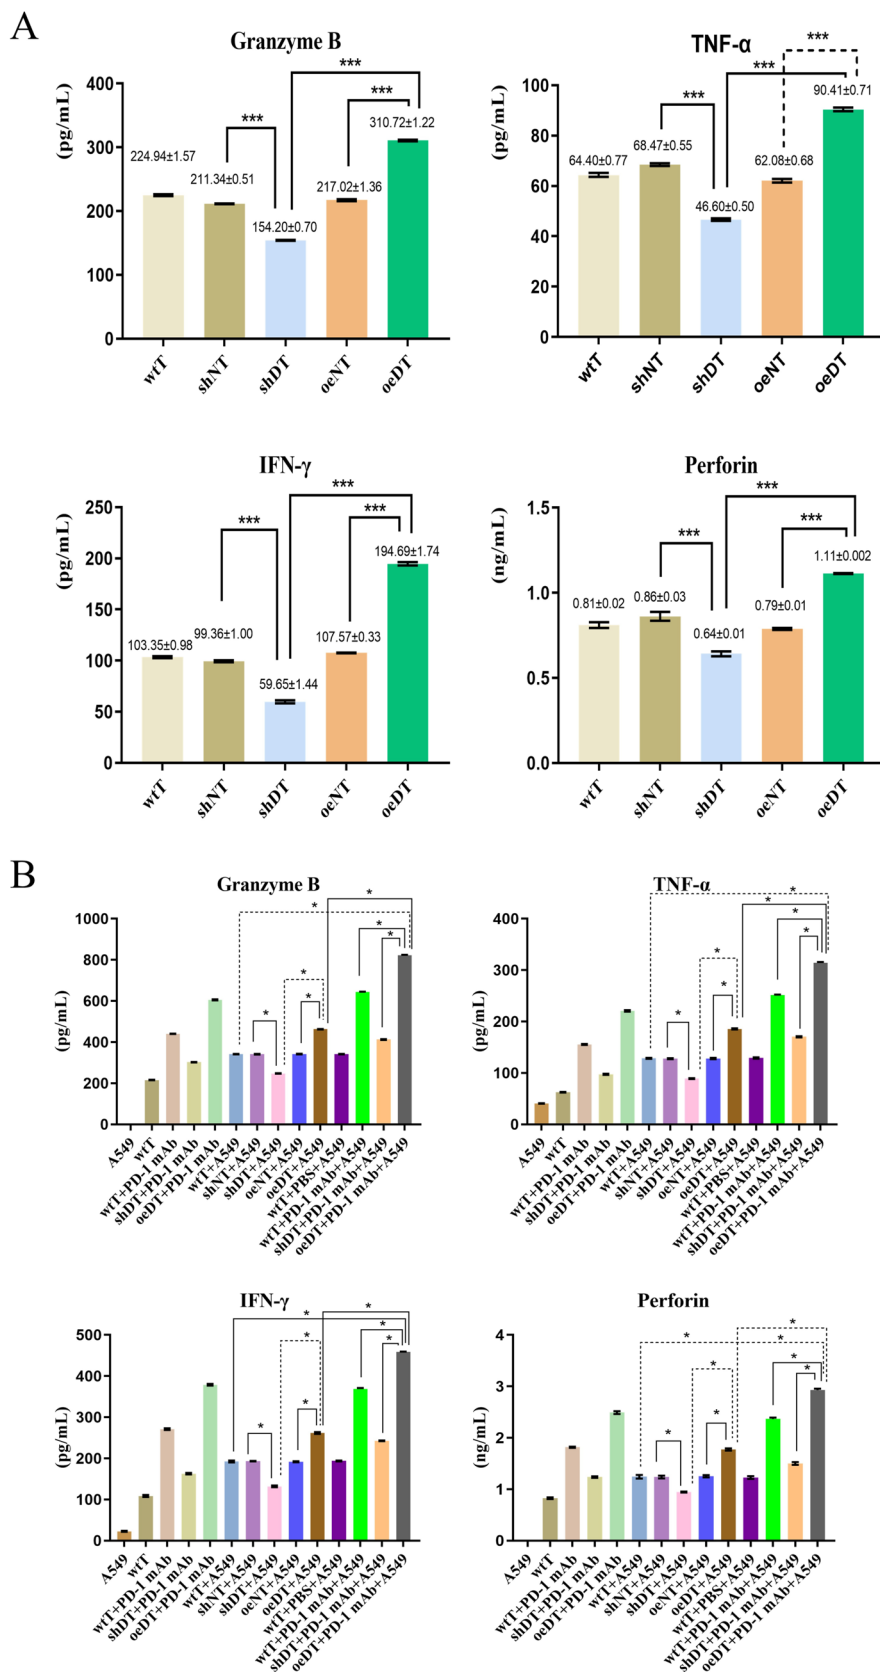 A
Granzyme B
(pg/mL)
400
300
200
100
0
224.94±1.57
211.34±0.51
154.20±0.70
217.02±1.36
310.72±1.22
***
***
***
wtT
shNT
shDT
oeNT
oeDT
TNF-α
(pg/mL)
100
80
60
40
20
0
64.40±0.77
68.47±0.55
46.60±0.50
62.08±0.68
90.41±0.71
***
***
***
wtT
shNT
shDT
oeNT
oeDT
IFN-γ
(pg/mL)
250
200
150
100
50
0
103.35±0.98
99.36±1.00
59.65±1.44
107.57±0.33
194.69±1.74
***
***
***
wtT
shNT
shDT
oeNT
oeDT
Perforin
(ng/mL)
1.5
1.0
0.5
0.0
0.81±0.02
0.86±0.03
0.64±0.01
0.79±0.01
1.11±0.002
***
***
***
wtT
shNT
shDT
oeNT
oeDT
B
Granzyme B
(pg/mL)
1000
800
600
400
200
0
*
*
*
*
*
*
*
A549
wtT
wtT+PD-1 mAb
shDT+PD-1 mAb
oeDT+PD-1 mAb
wtT+A549
shNT+A549
shDT+A549
oeNT+A549
oeDT+A549
wtT+PBS+A549
wtT+PD-1 mAb+A549
shDT+PD-1 mAb+A549
oeDT+PD-1 mAb+A549
TNF-α
(pg/mL)
400
300
200
100
0
*
*
*
*
*
*
*
A549
wtT
wtT+PD-1 mAb
shDT+PD-1 mAb
oeDT+PD-1 mAb
wtT+A549
shNT+A549
shDT+A549
oeNT+A549
oeDT+A549
wtT+PBS+A549
wtT+PD-1 mAb+A549
shDT+PD-1 mAb+A549
oeDT+PD-1 mAb+A549
IFN-γ
(pg/mL)
500
400
300
200
100
0
*
*
*
*
*
*
*
A549
wtT
wtT+PD-1 mAb
shDT+PD-1 mAb
oeDT+PD-1 mAb
wtT+A549
shNT+A549
shDT+A549
oeNT+A549
oeDT+A549
wtT+PBS+A549
wtT+PD-1 mAb+A549
shDT+PD-1 mAb+A549
oeDT+PD-1 mAb+A549
Perforin
(ng/mL)
4
3
2
1
0
*
*
*
*
*
*
*
A549
wtT
wtT+PD-1 mAb
shDT+PD-1 mAb
oeDT+PD-1 mAb
wtT+A549
shNT+A549
shDT+A549
oeNT+A549
oeDT+A549
wtT+PBS+A549
wtT+PD-1 mAb+A549
shDT+PD-1 mAb+A549
oeDT+PD-1 mAb+A549